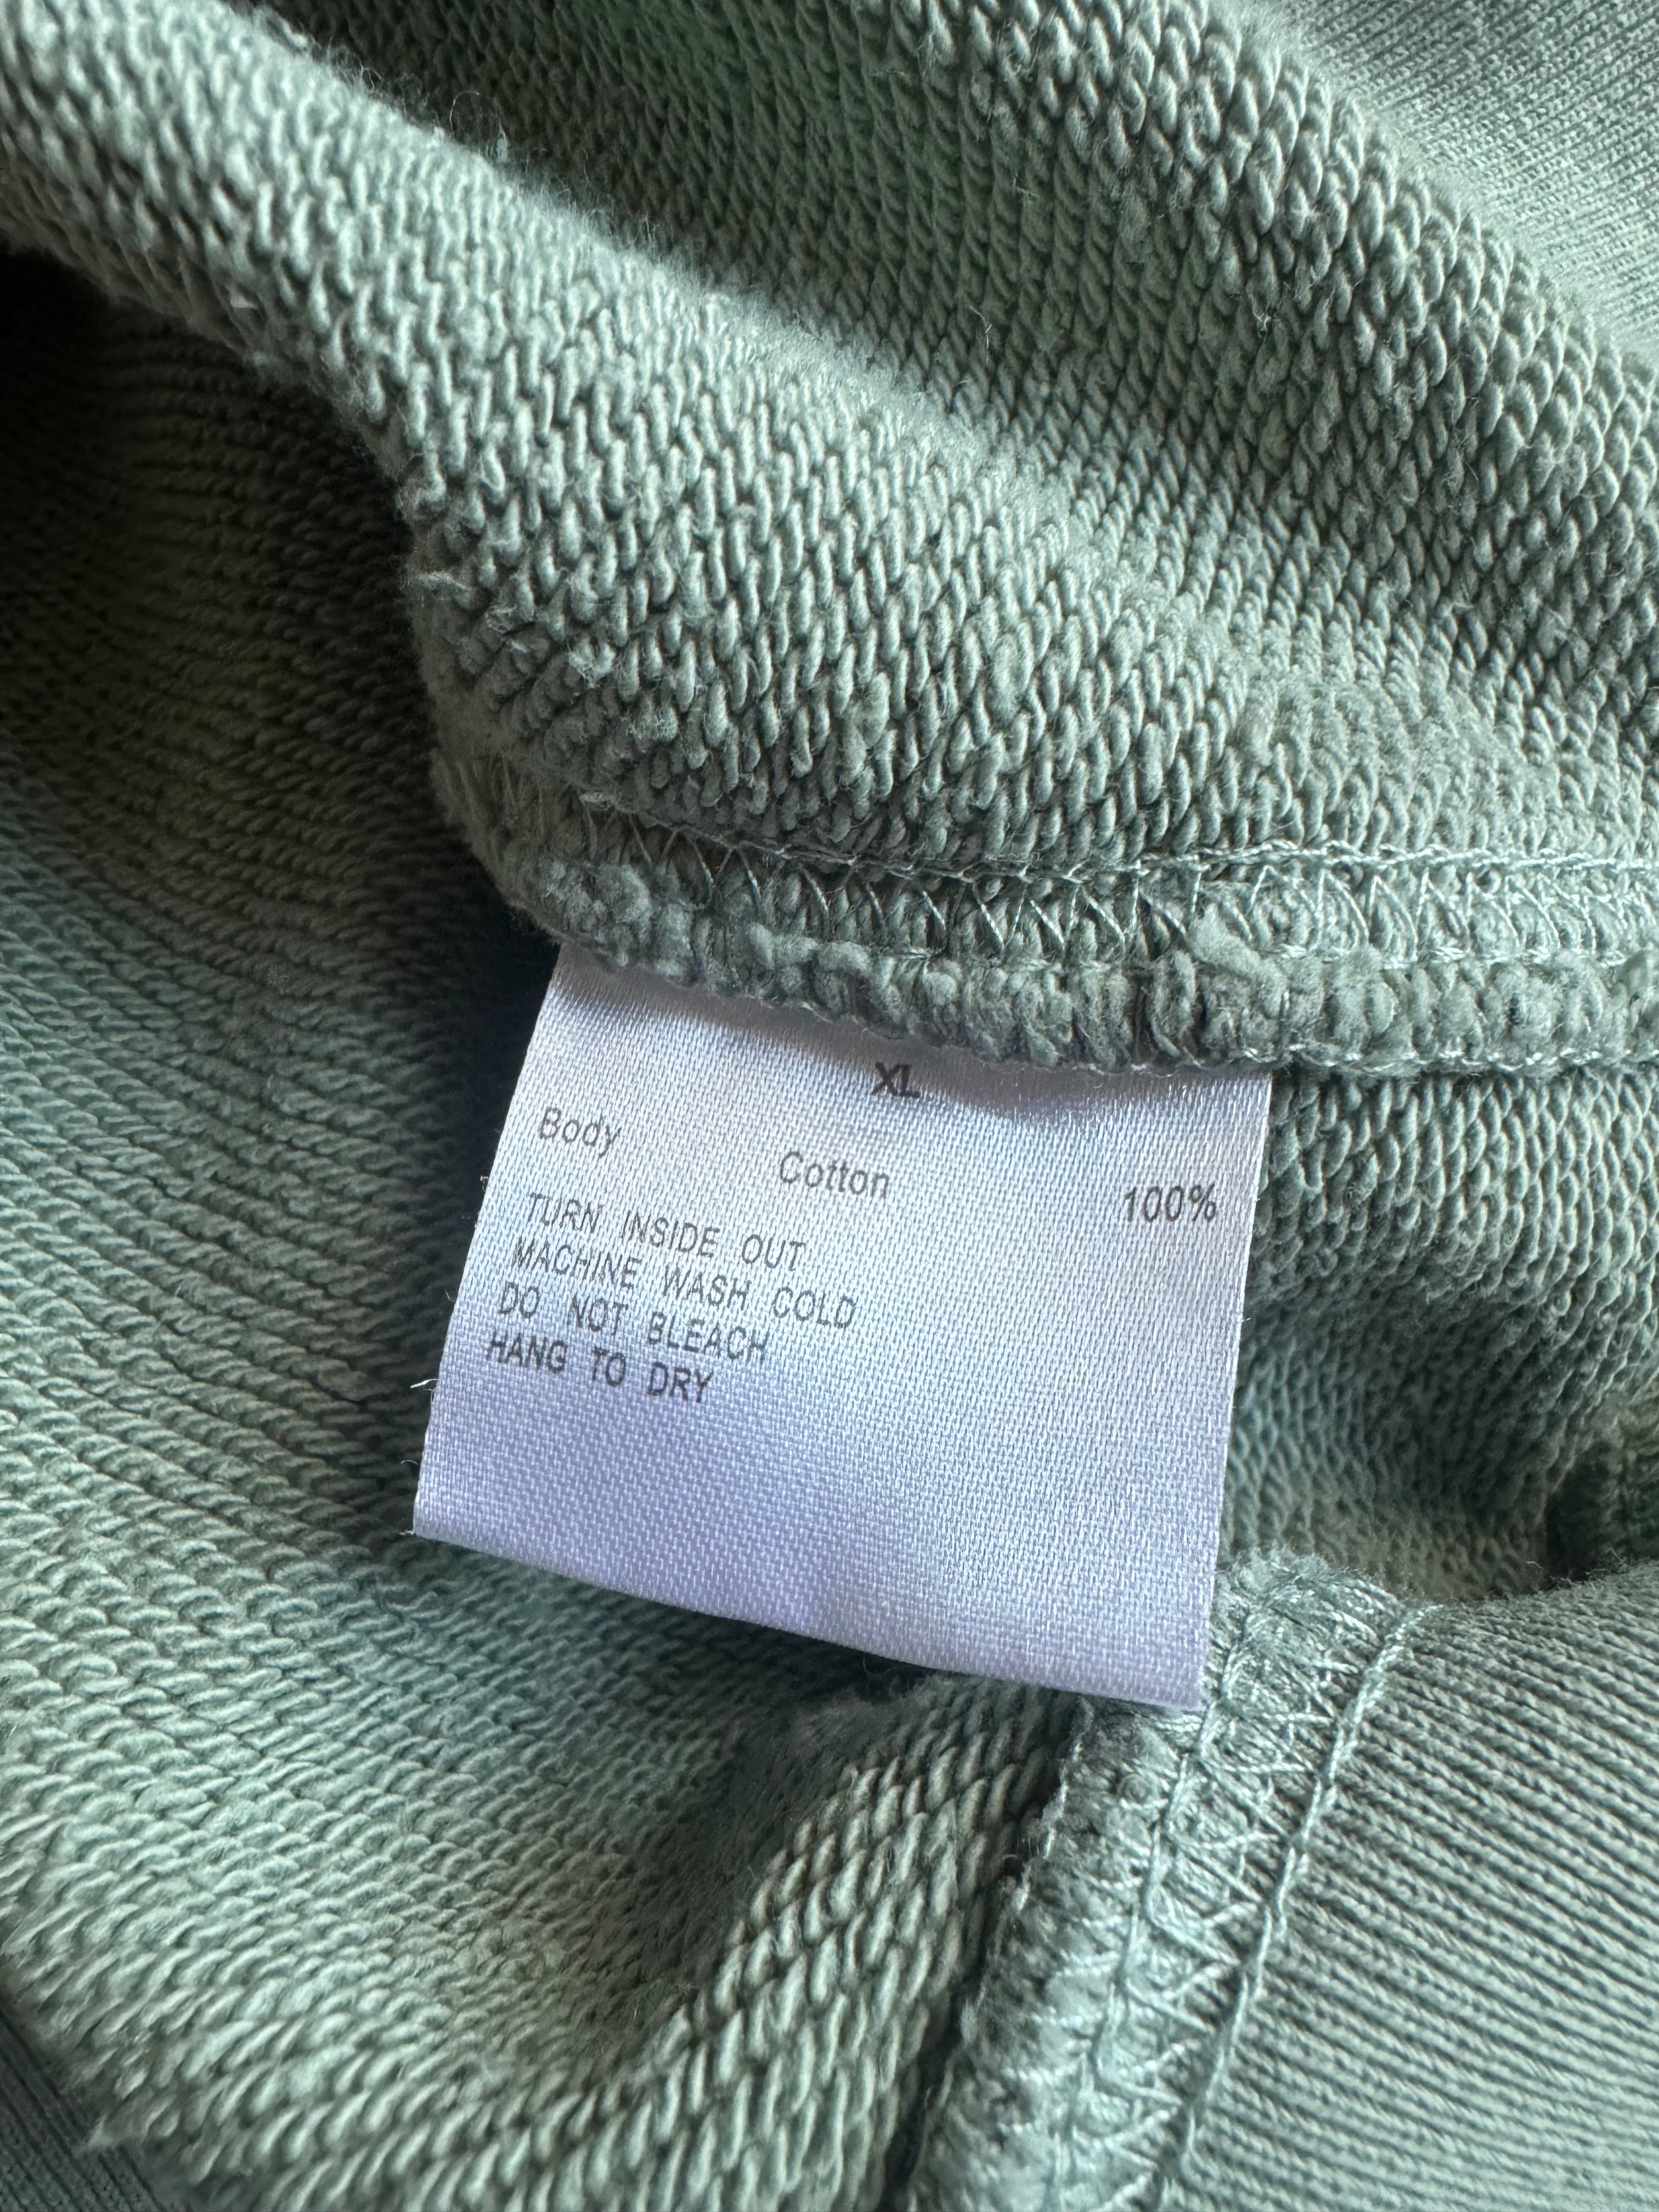 XL
Body
Cotton 100%
TURN INSIDE OUT
MACHINE WASH COLD
DO NOT BLEACH
HANG TO DRY